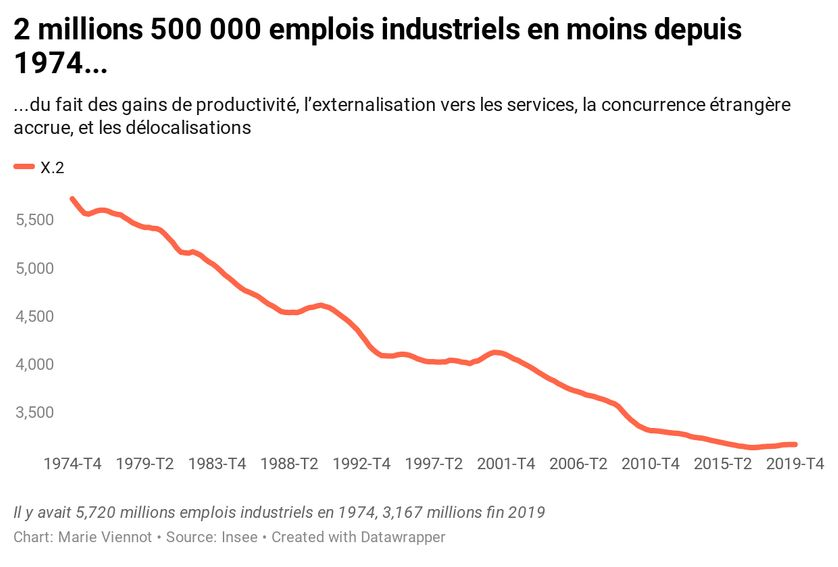 2 millions 500 000 emplois industriels en moins depuis
1974...
...du fait des gains de productivité, l’externalisation vers les services, la concurrence étrangère
accrue, et les délocalisations
X.2
5,500
5,000
4,500
4,000
3,500
1974-T4 1979-T2 1983-T4 1988-T2 1992-T4 1997-T2 2001-T4 2006-T2 2010-T4 2015-T2 2019-T4
Il y avait 5,720 millions emplois industriels en 1974, 3,167 millions fin 2019
Chart: Marie Viennot • Source: Insee • Created with Datawrapper